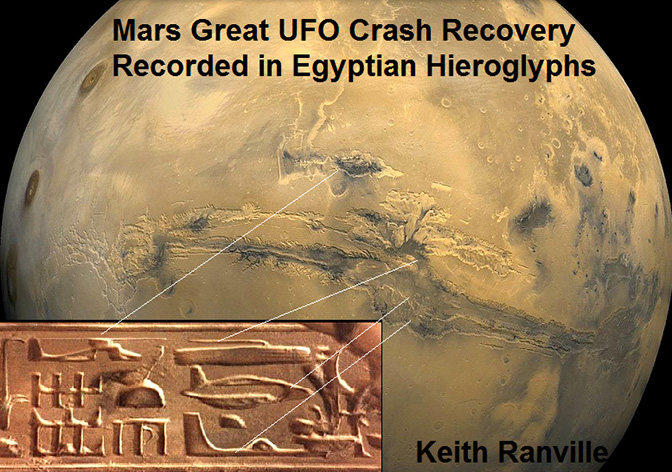 Mars Great UFO Crash Recovery
Recorded in Egyptian Hieroglyphs
Keith Ranville